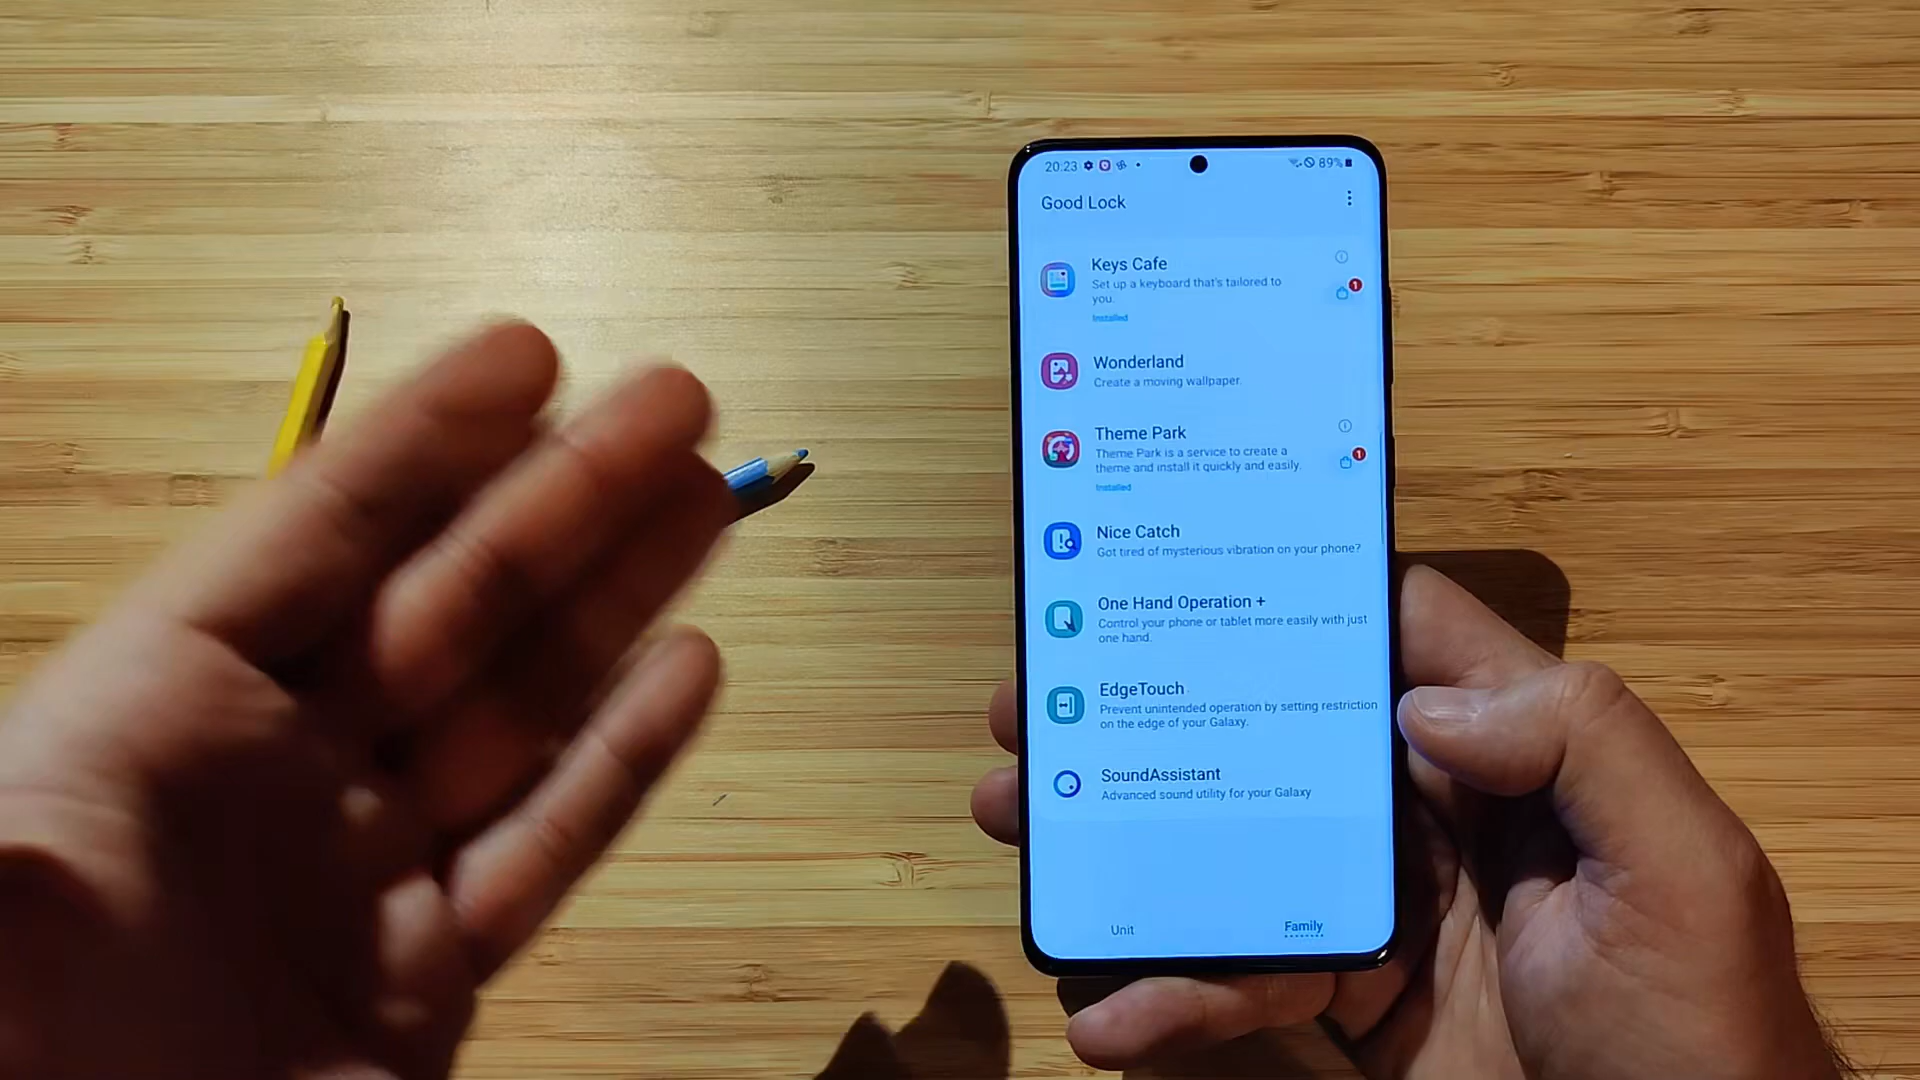 20:23
89%
Good Lock
Keys Cafe
Set up a keyboard that's tailored to
you.
Installed
1
Wonderland
Create a moving wallpaper.
Theme Park
Theme Park is a service to create a
theme and install it quickly and easily.
Installed
1
Nice Catch
Got tired of mysterious vibration on your phone?
One Hand Operation +
Control your phone or tablet more easily with just
one hand.
EdgeTouch
Prevent unintended operation by setting restriction
on the edge of your Galaxy.
SoundAssistant
Advanced sound utility for your Galaxy
Unit
Family